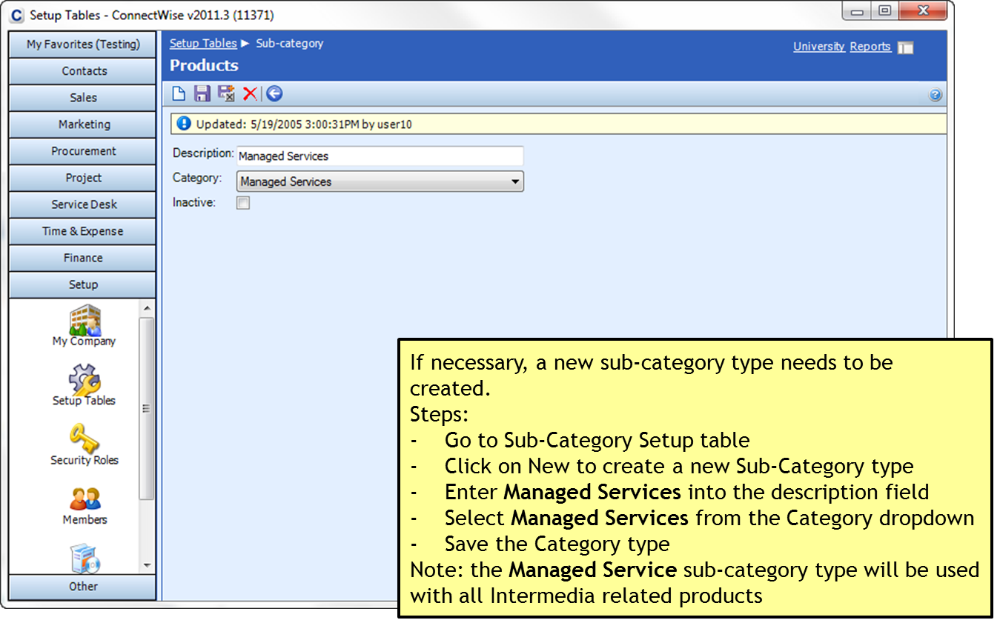 Setup Tables - ConnectWise v2011.3 (11371)
My Favorites (Testing)
Contacts
Sales
Marketing
Procurement
Project
Service Desk
Time & Expense
Finance
Setup
My Company
Setup Tables
Security Roles
Members
Other
Setup Tables ▶ Sub-category
Products
University Reports
Updated: 5/19/2005 3:00:31PM by user10
Description: Managed Services
Category: Managed Services
Inactive:
If necessary, a new sub-category type needs to be
created.
Steps:
- Go to Sub-Category Setup table
- Click on New to create a new Sub-Category type
- Enter Managed Services into the description field
- Select Managed Services from the Category dropdown
- Save the Category type
Note: the Managed Service sub-category type will be used
with all Intermedia related products